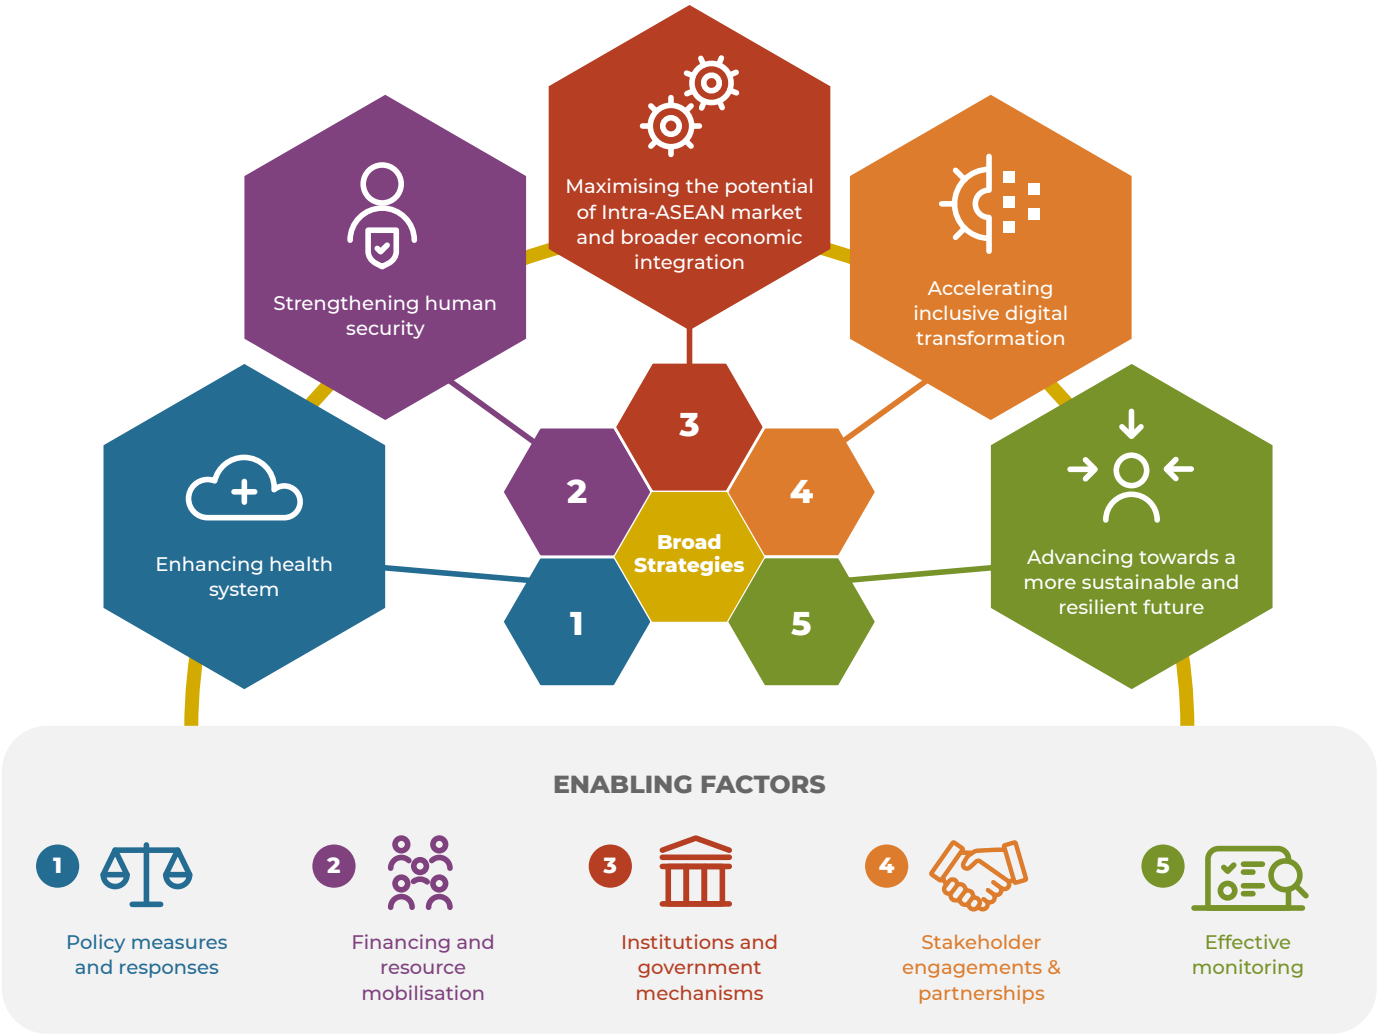 Maximising the potential
of Intra-ASEAN market
and broader economic
integration
Strengthening human
security
Accelerating
inclusive digital
transformation
Enhancing health
system
Advancing towards a
more sustainable and
resilient future
3
2
4
Broad
Strategies
1
5
ENABLING FACTORS
1
Policy measures
and responses
2
Financing and
resource
mobilisation
3
Institutions and
government
mechanisms
4
Stakeholder
engagements &
partnerships
5
Effective
monitoring